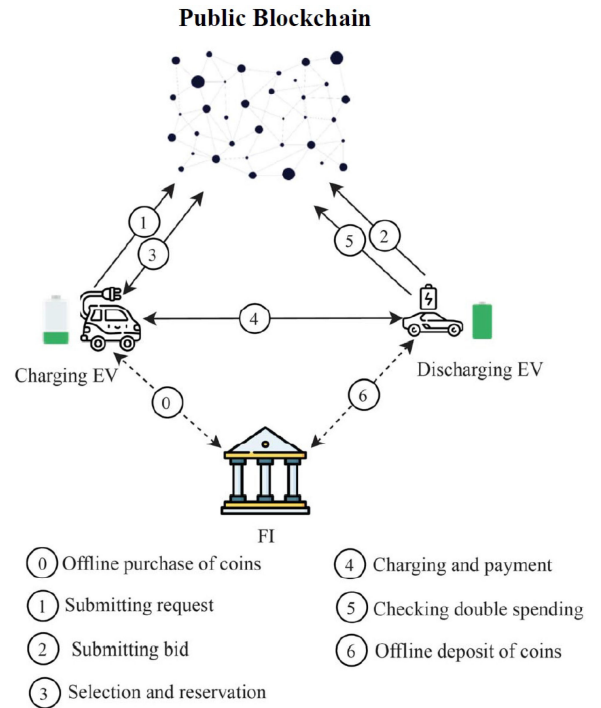 Public Blockchain
1
3
5
2
4
Charging EV
Discharging EV
0
6
FI
0 Offline purchase of coins
1 Submitting request
2 Submitting bid
3 Selection and reservation
4 Charging and payment
5 Checking double spending
6 Offline deposit of coins